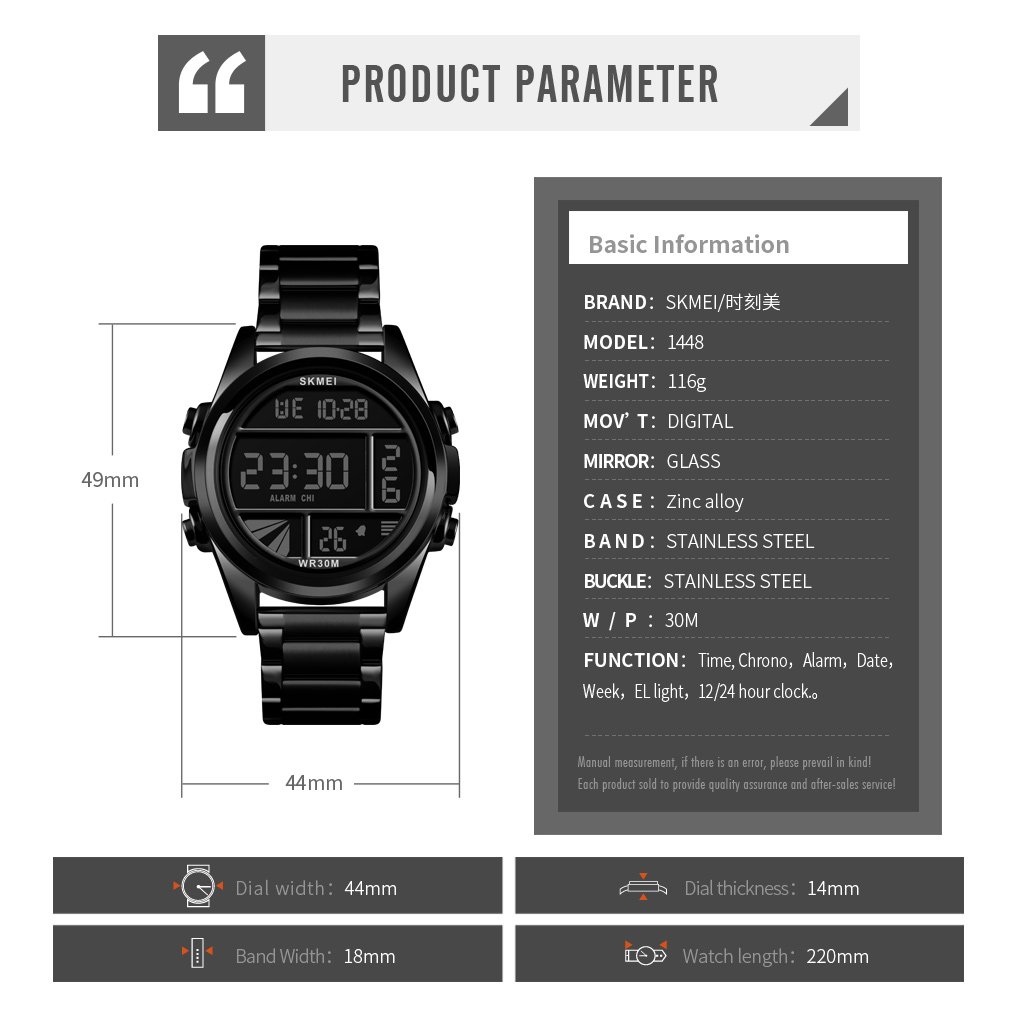 PRODUCT PARAMETER
Basic Information
BRAND： SKMEI/时刻美
MODEL： 1448
WEIGHT： 116g
MOV’ T： DIGITAL
MIRROR： GLASS
CASE： Zinc alloy
BAND： STAINLESS STEEL
BUCKLE： STAINLESS STEEL
W / P ： 30M
FUNCTION： Time, Chrono，Alarm，Date，
Week，EL light，12/24 hour clock.。
Manual measurement, if there is an error, please prevail in kind!
Each product sold to provide quality assurance and after-sales service!
SKMEI
WE 10-28
23:30
26
ALARM CHI
26
WR30M
49mm
44mm
Dial width： 44mm
Dial thickness： 14mm
Band Width： 18mm
Watch length： 220mm